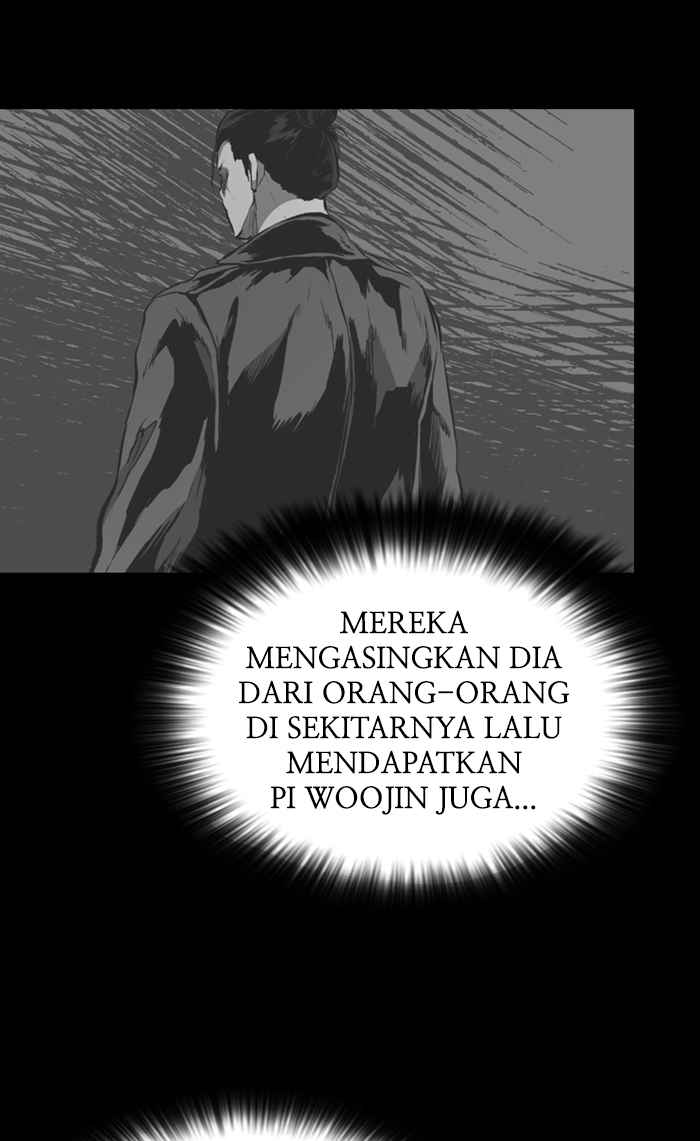 MEREKA
MENGASINGKAN DIA
DARI ORANG-ORANG
DI SEKITARNYA LALU
MENDAPATKAN
PI WOOJIN JUGA...